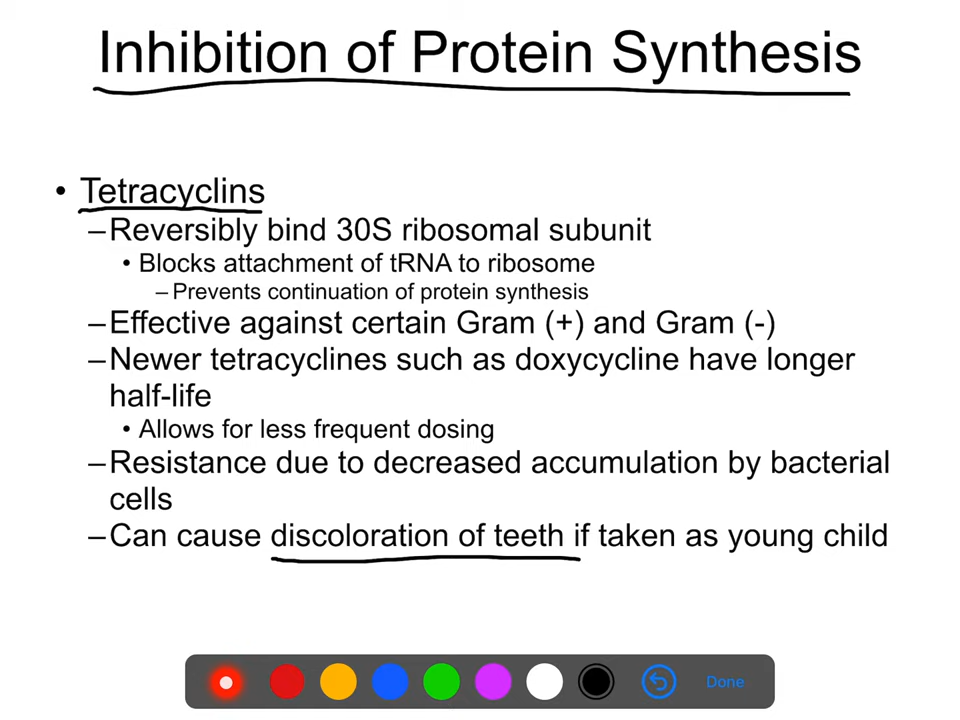 Inhibition of Protein Synthesis
• Tetracyclins
–Reversibly bind 30S ribosomal subunit
• Blocks attachment of tRNA to ribosome
– Prevents continuation of protein synthesis
–Effective against certain Gram (+) and Gram (-)
–Newer tetracyclines such as doxycycline have longer
half-life
• Allows for less frequent dosing
–Resistance due to decreased accumulation by bacterial
cells
–Can cause discoloration of teeth if taken as young child
Done